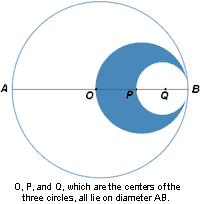 A O P Q B
O, P, and Q, which are the centers of the
three circles, all lie on diameter AB.